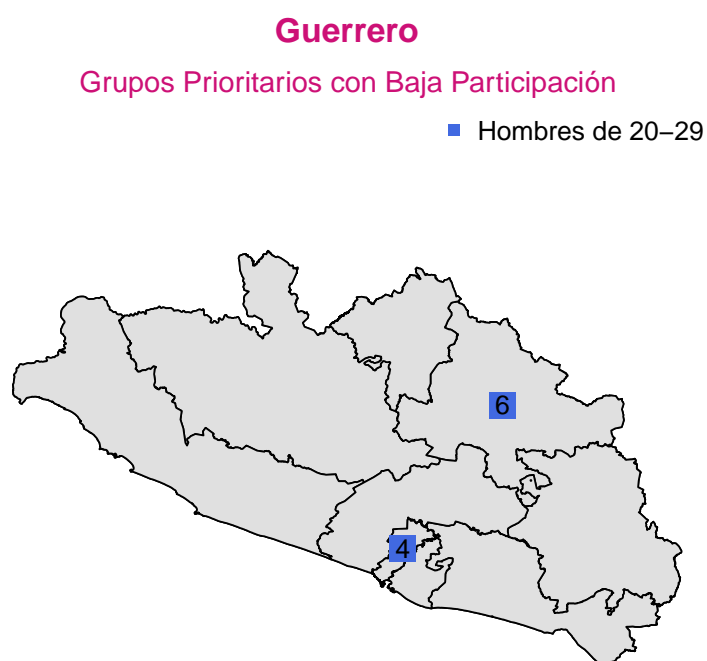 Guerrero
Grupos Prioritarios con Baja Participación
Hombres de 20−29
6
4